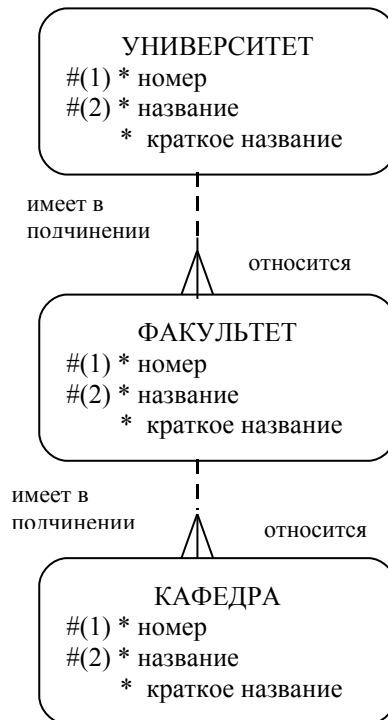 УНИВЕРСИТЕТ
#(1) * номер
#(2) * название
* краткое название
имеет в
подчинении
относится
ФАКУЛЬТЕТ
#(1) * номер
#(2) * название
* краткое название
имеет в
подчинении
относится
КАФЕДРА
#(1) * номер
#(2) * название
* краткое название